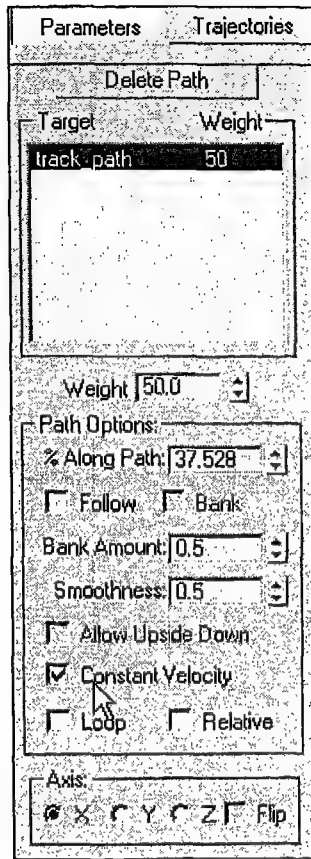 Parameters Trajectories
Delete Path
Target Weight
track_path 50
Weight 50.0
Path Options:
% Along Path: 37.528
Follow Bank
Bank Amount: 0.5
Smoothness: 0.5
Allow Upside Down
Constant Velocity
Loop Relative
Axis:
X Y Z Flip